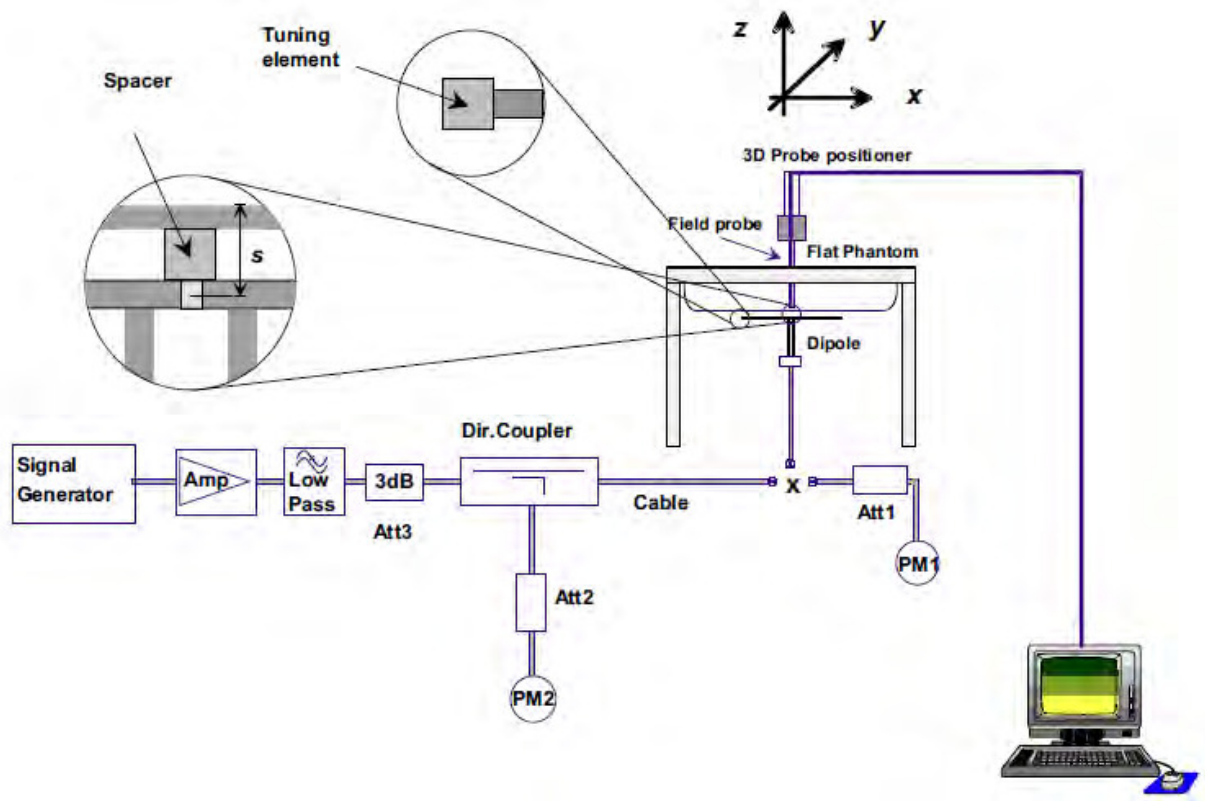 Tuning
element
Spacer
s
z
y
x
3D Probe positioner
Field probe
Flat Phantom
Dipole
Dir.Coupler
Signal
Generator
Amp
Low
Pass
3dB
Att3
Cable
x
Att1
PM1
Att2
PM2